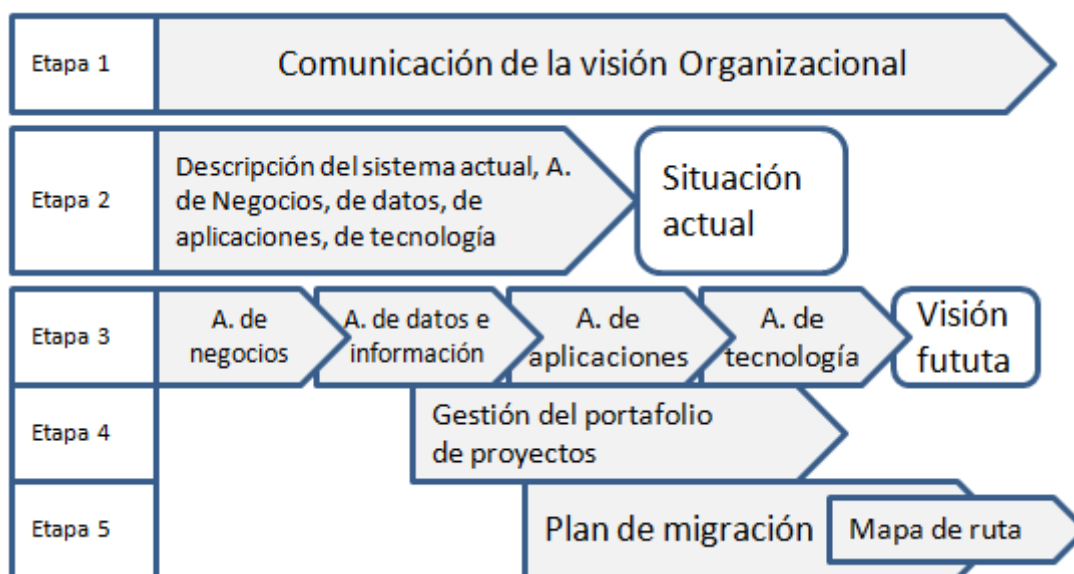 Etapa 1
Comunicación de la visión Organizacional
Etapa 2
Descripción del sistema actual, A.
de Negocios, de datos, de
aplicaciones, de tecnología
Situación
actual
Etapa 3
A. de
negocios
A. de datos e
información
A. de
aplicaciones
A. de
tecnología
Visión
fututa
Etapa 4
Gestión del portafolio
de proyectos
Etapa 5
Plan de migración
Mapa de ruta